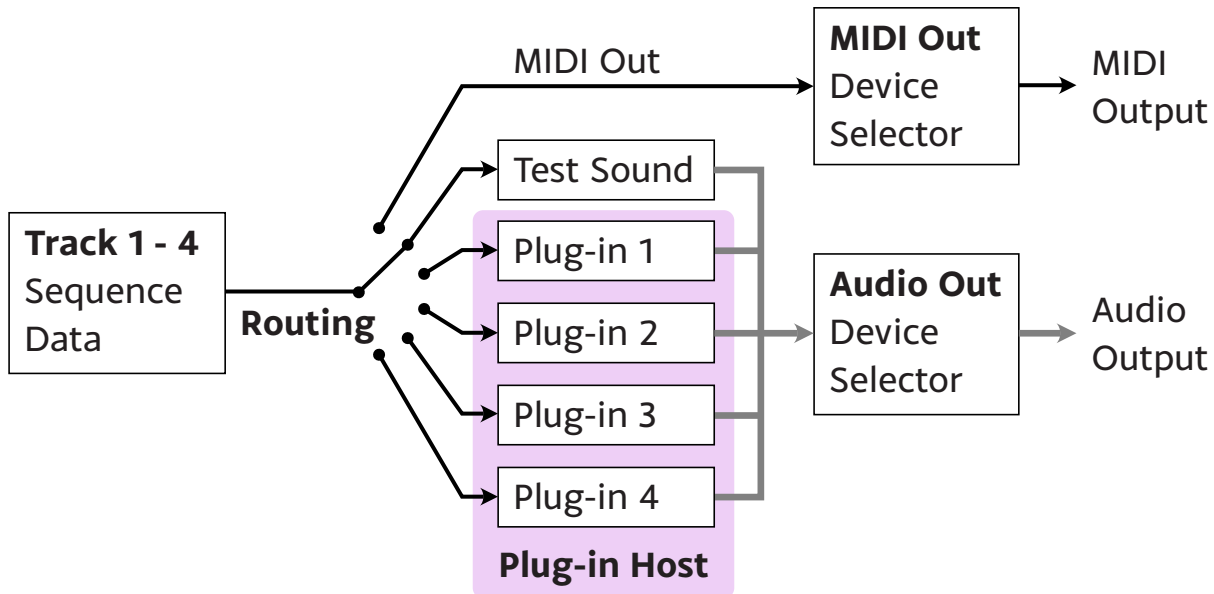 Track 1 - 4
Sequence
Data
Routing
MIDI Out
Test Sound
Plug-in 1
Plug-in 2
Plug-in 3
Plug-in 4
Plug-in Host
MIDI Out
Device
Selector
MIDI
Output
Audio Out
Device
Selector
Audio
Output